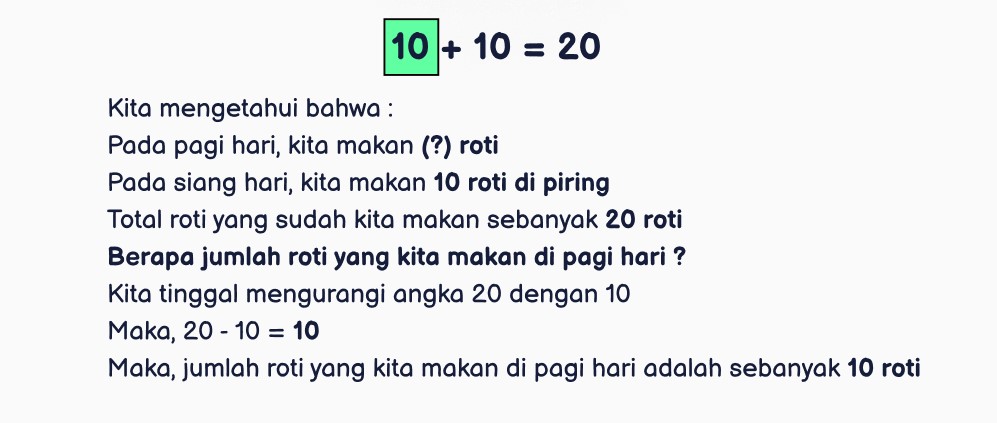 10 + 10 = 20
Kita mengetahui bahwa :
Pada pagi hari, kita makan (?) roti
Pada siang hari, kita makan 10 roti di piring
Total roti yang sudah kita makan sebanyak 20 roti
Berapa jumlah roti yang kita makan di pagi hari ?
Kita tinggal mengurangi angka 20 dengan 10
Maka, 20 - 10 = 10
Maka, jumlah roti yang kita makan di pagi hari adalah sebanyak 10 roti